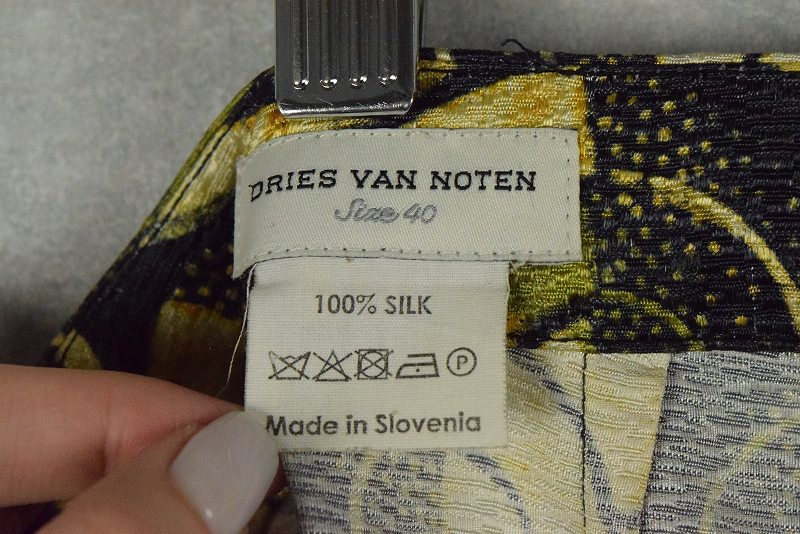 DRIES VAN NOTEN
Size 40
100% SILK
P
Made in Slovenia